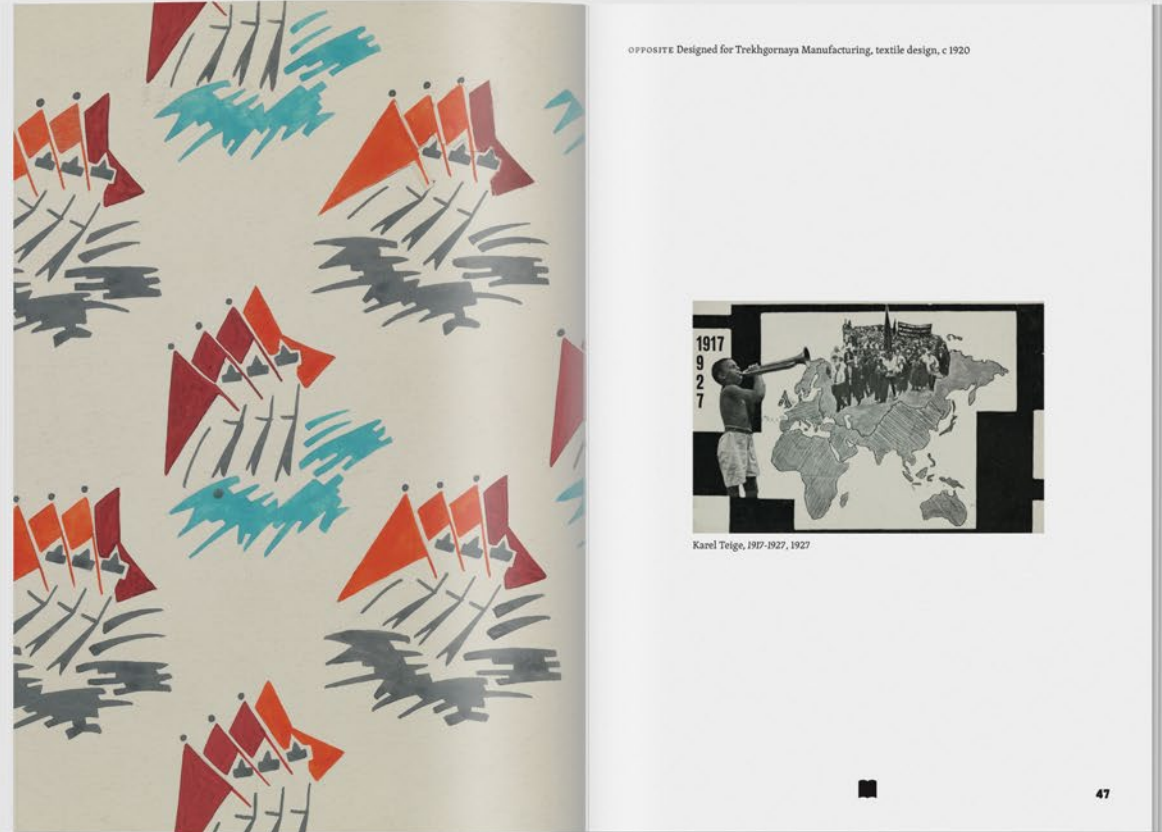 OPPOSITE Designed for Trekhgornaya Manufacturing, textile design, c 1920
1917
9
2
7
Karel Teige, 1917-1927, 1927
47